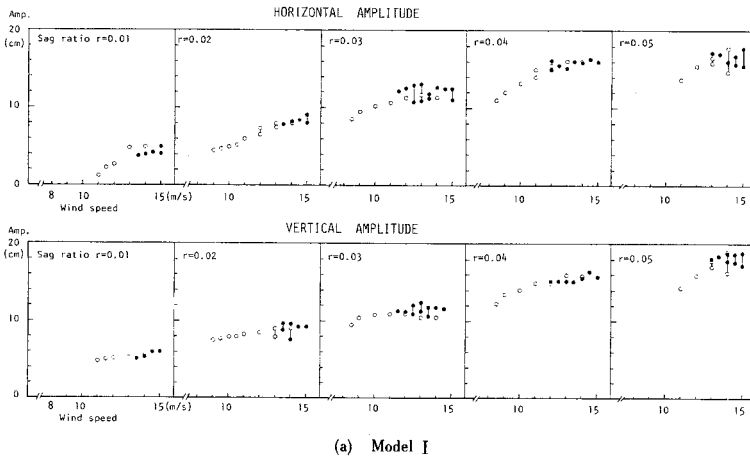 HORIZONTAL AMPLITUDE
Amp.
(cm)
20
10
0
Sag ratio r=0.01
r=0.02
r=0.03
r=0.04
r=0.05
8 10 15(m/s) 10 15 10 15 10 15 10 15
Wind speed
VERTICAL AMPLITUDE
Amp.
(cm)
20
10
0
Sag ratio r=0.01
r=0.02
r=0.03
r=0.04
r=0.05
10 15(m/s) 10 15 10 15 10 15 10 15
Wind speed
(a) Model I